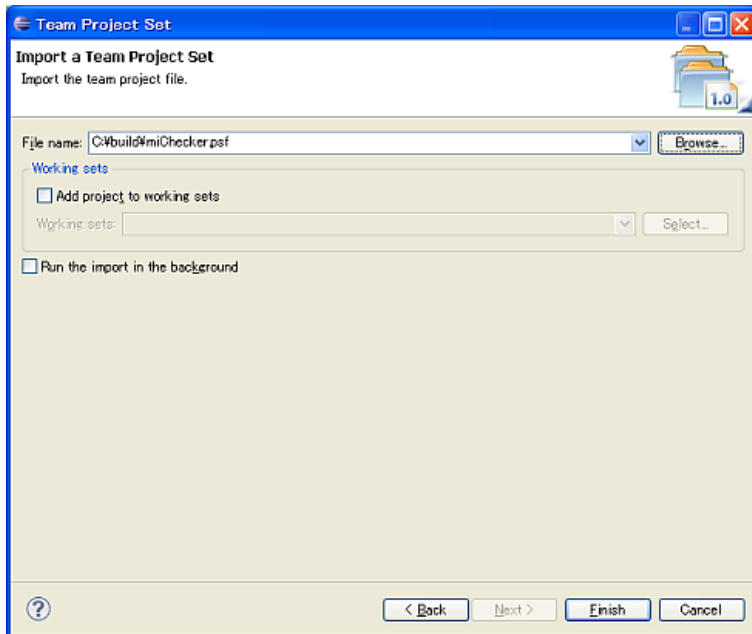 Team Project Set
Import a Team Project Set
Import the team project file.
1.0
File name: C:¥build¥miChecker.psf Browse...
Working sets
Add project to working sets
Working sets: Select...
Run the import in the background
? < Back Next > Finish Cancel